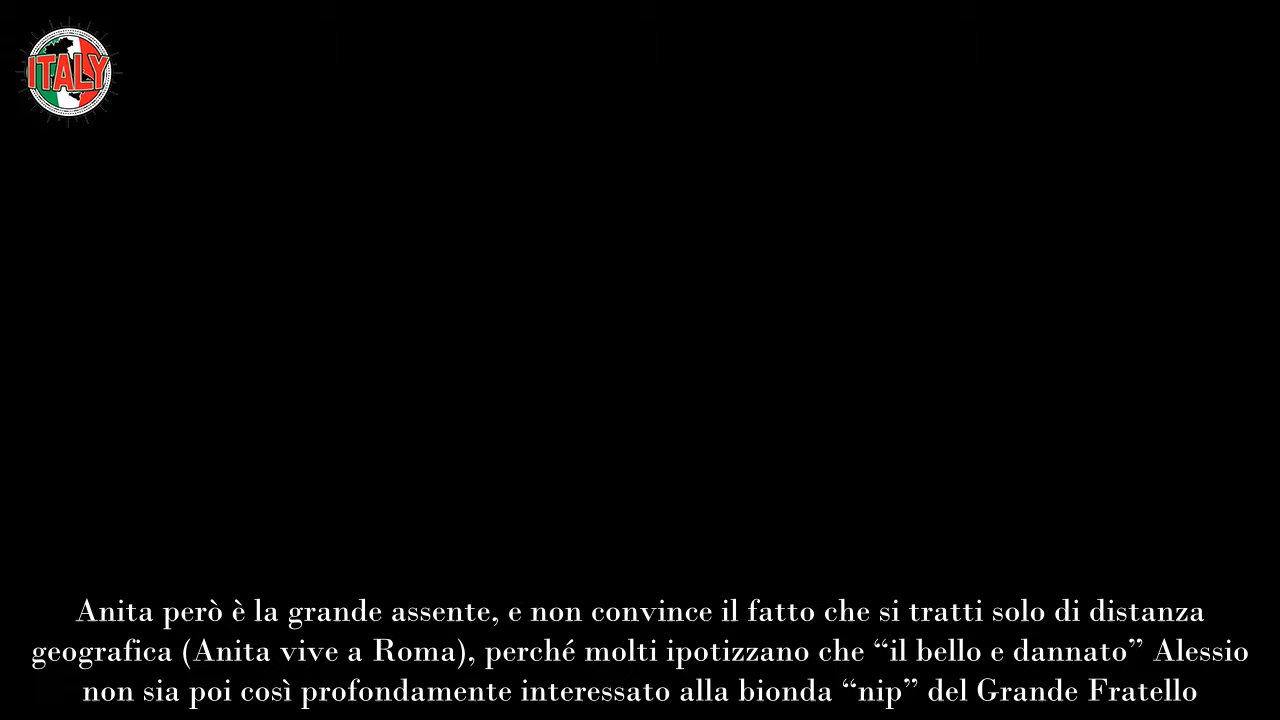 ITALY
Anita però è la grande assente, e non convince il fatto che si tratti solo di distanza
geografica (Anita vive a Roma), perché molti ipotizzano che “il bello e dannato” Alessio
non sia poi così profondamente interessato alla bionda “nip” del Grande Fratello